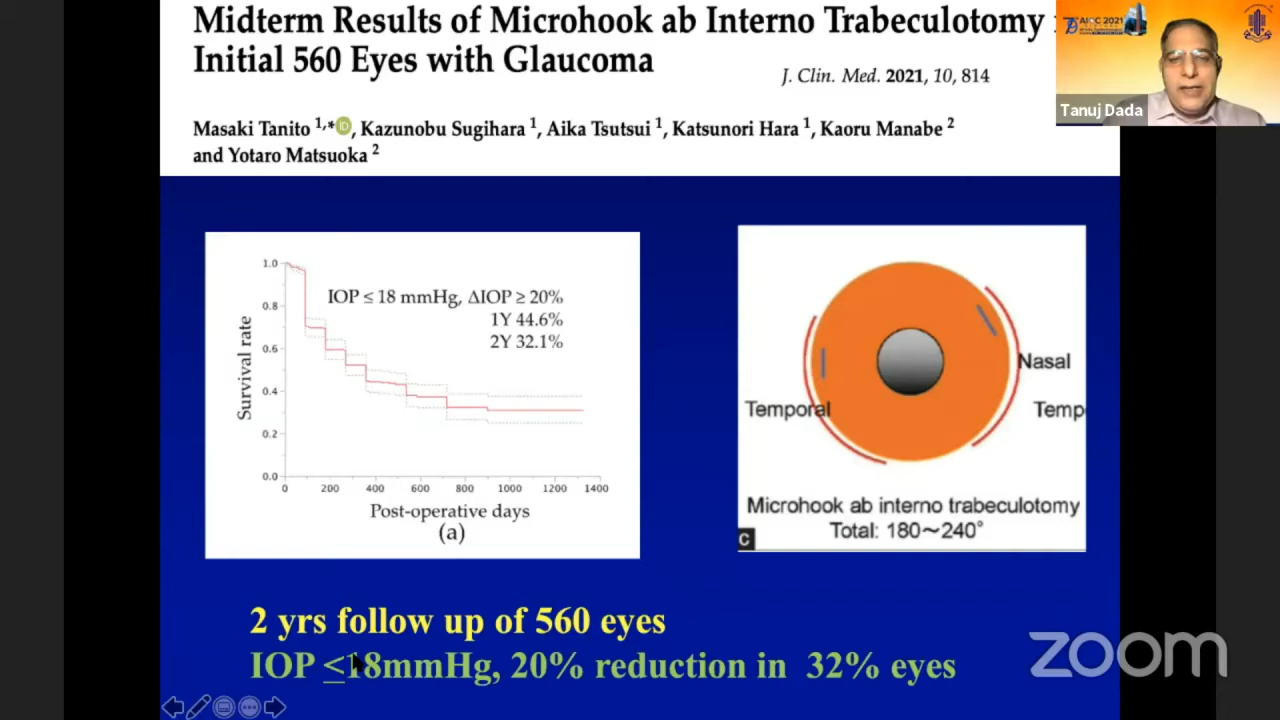 Midterm Results of Microhook ab Interno Trabeculotomy
Initial 560 Eyes with Glaucoma
J. Clin. Med. 2021, 10, 814
Masaki Tanito 1,* iD, Kazunobu Sugihara 1, Aika Tsutsui 1, Katsunori Hara 1, Kaoru Manabe 2
and Yotaro Matsuoka 2
AIOC 2021
Tanuj Dada
IOP ≤ 18 mmHg, ΔIOP ≥ 20%
1Y 44.6%
2Y 32.1%
Survival rate
1.0
0.8
0.6
0.4
0.2
0.0
0 200 400 600 800 1000 1200 1400
Post-operative days
(a)
Nasal
Temporal
Temp
Microhook ab interno trabeculotomy
Total: 180～240°
C
2 yrs follow up of 560 eyes
IOP ≤18mmHg, 20% reduction in 32% eyes
zoom